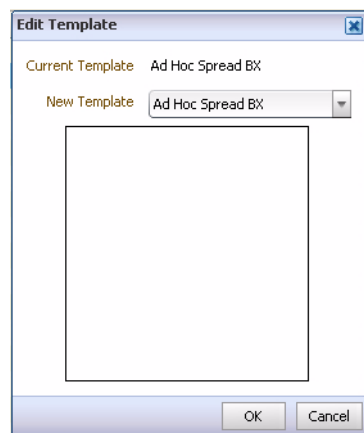 Edit Template
Current Template Ad Hoc Spread BX
New Template Ad Hoc Spread BX
OK Cancel